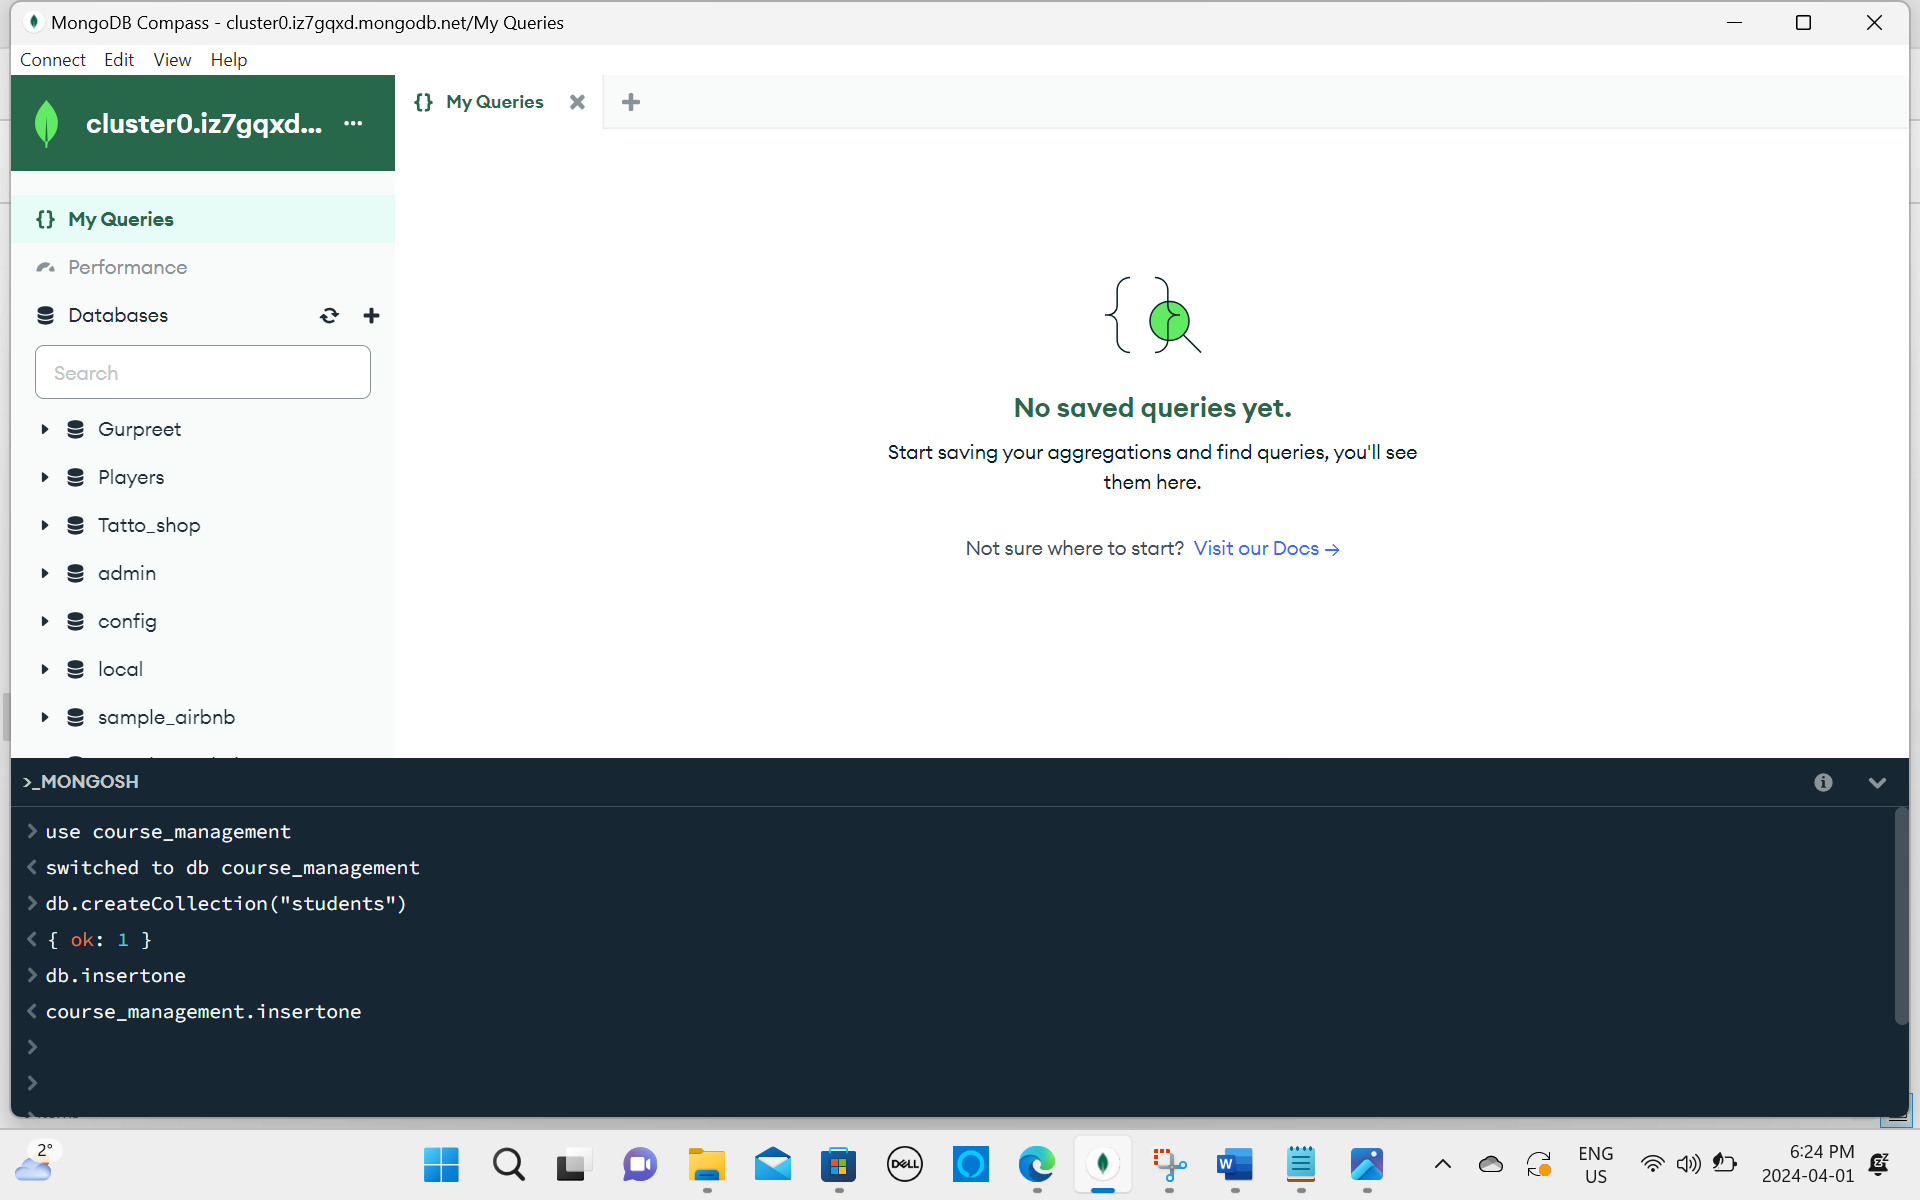 MongoDB Compass - cluster0.iz7gqxd.mongodb.net/My Queries
Connect Edit View Help
cluster0.iz7gqxd... ...
{} My Queries
{} My Queries
Performance
Databases
Search
Gurpreet
Players
Tatto_shop
admin
config
local
sample_airbnb
No saved queries yet.
Start saving your aggregations and find queries, you'll see
them here.
Not sure where to start? Visit our Docs →
>_MONGOSH
> use course_management
< switched to db course_management
> db.createCollection("students")
< { ok: 1 }
> db.insertone
< course_management.insertone
>
>
2°
DELL
W
ENG
US
6:24 PM
2024-04-01